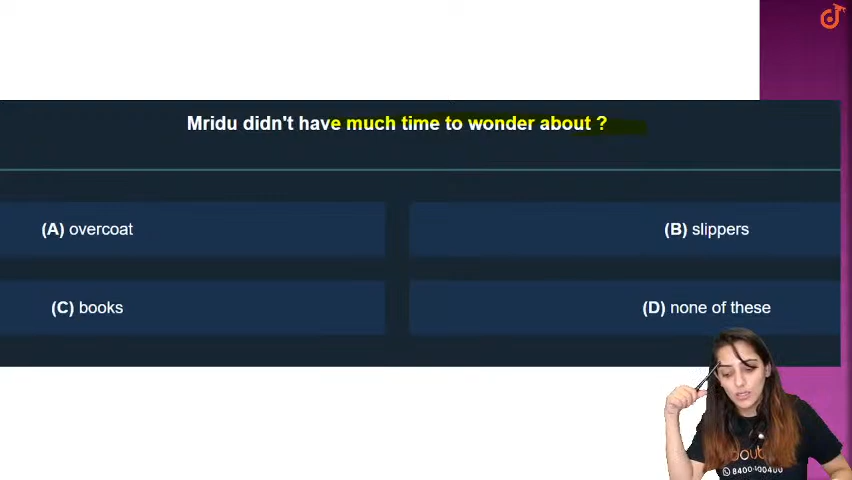 Mridu didn't have much time to wonder about ?
(A) overcoat
(B) slippers
(C) books
(D) none of these